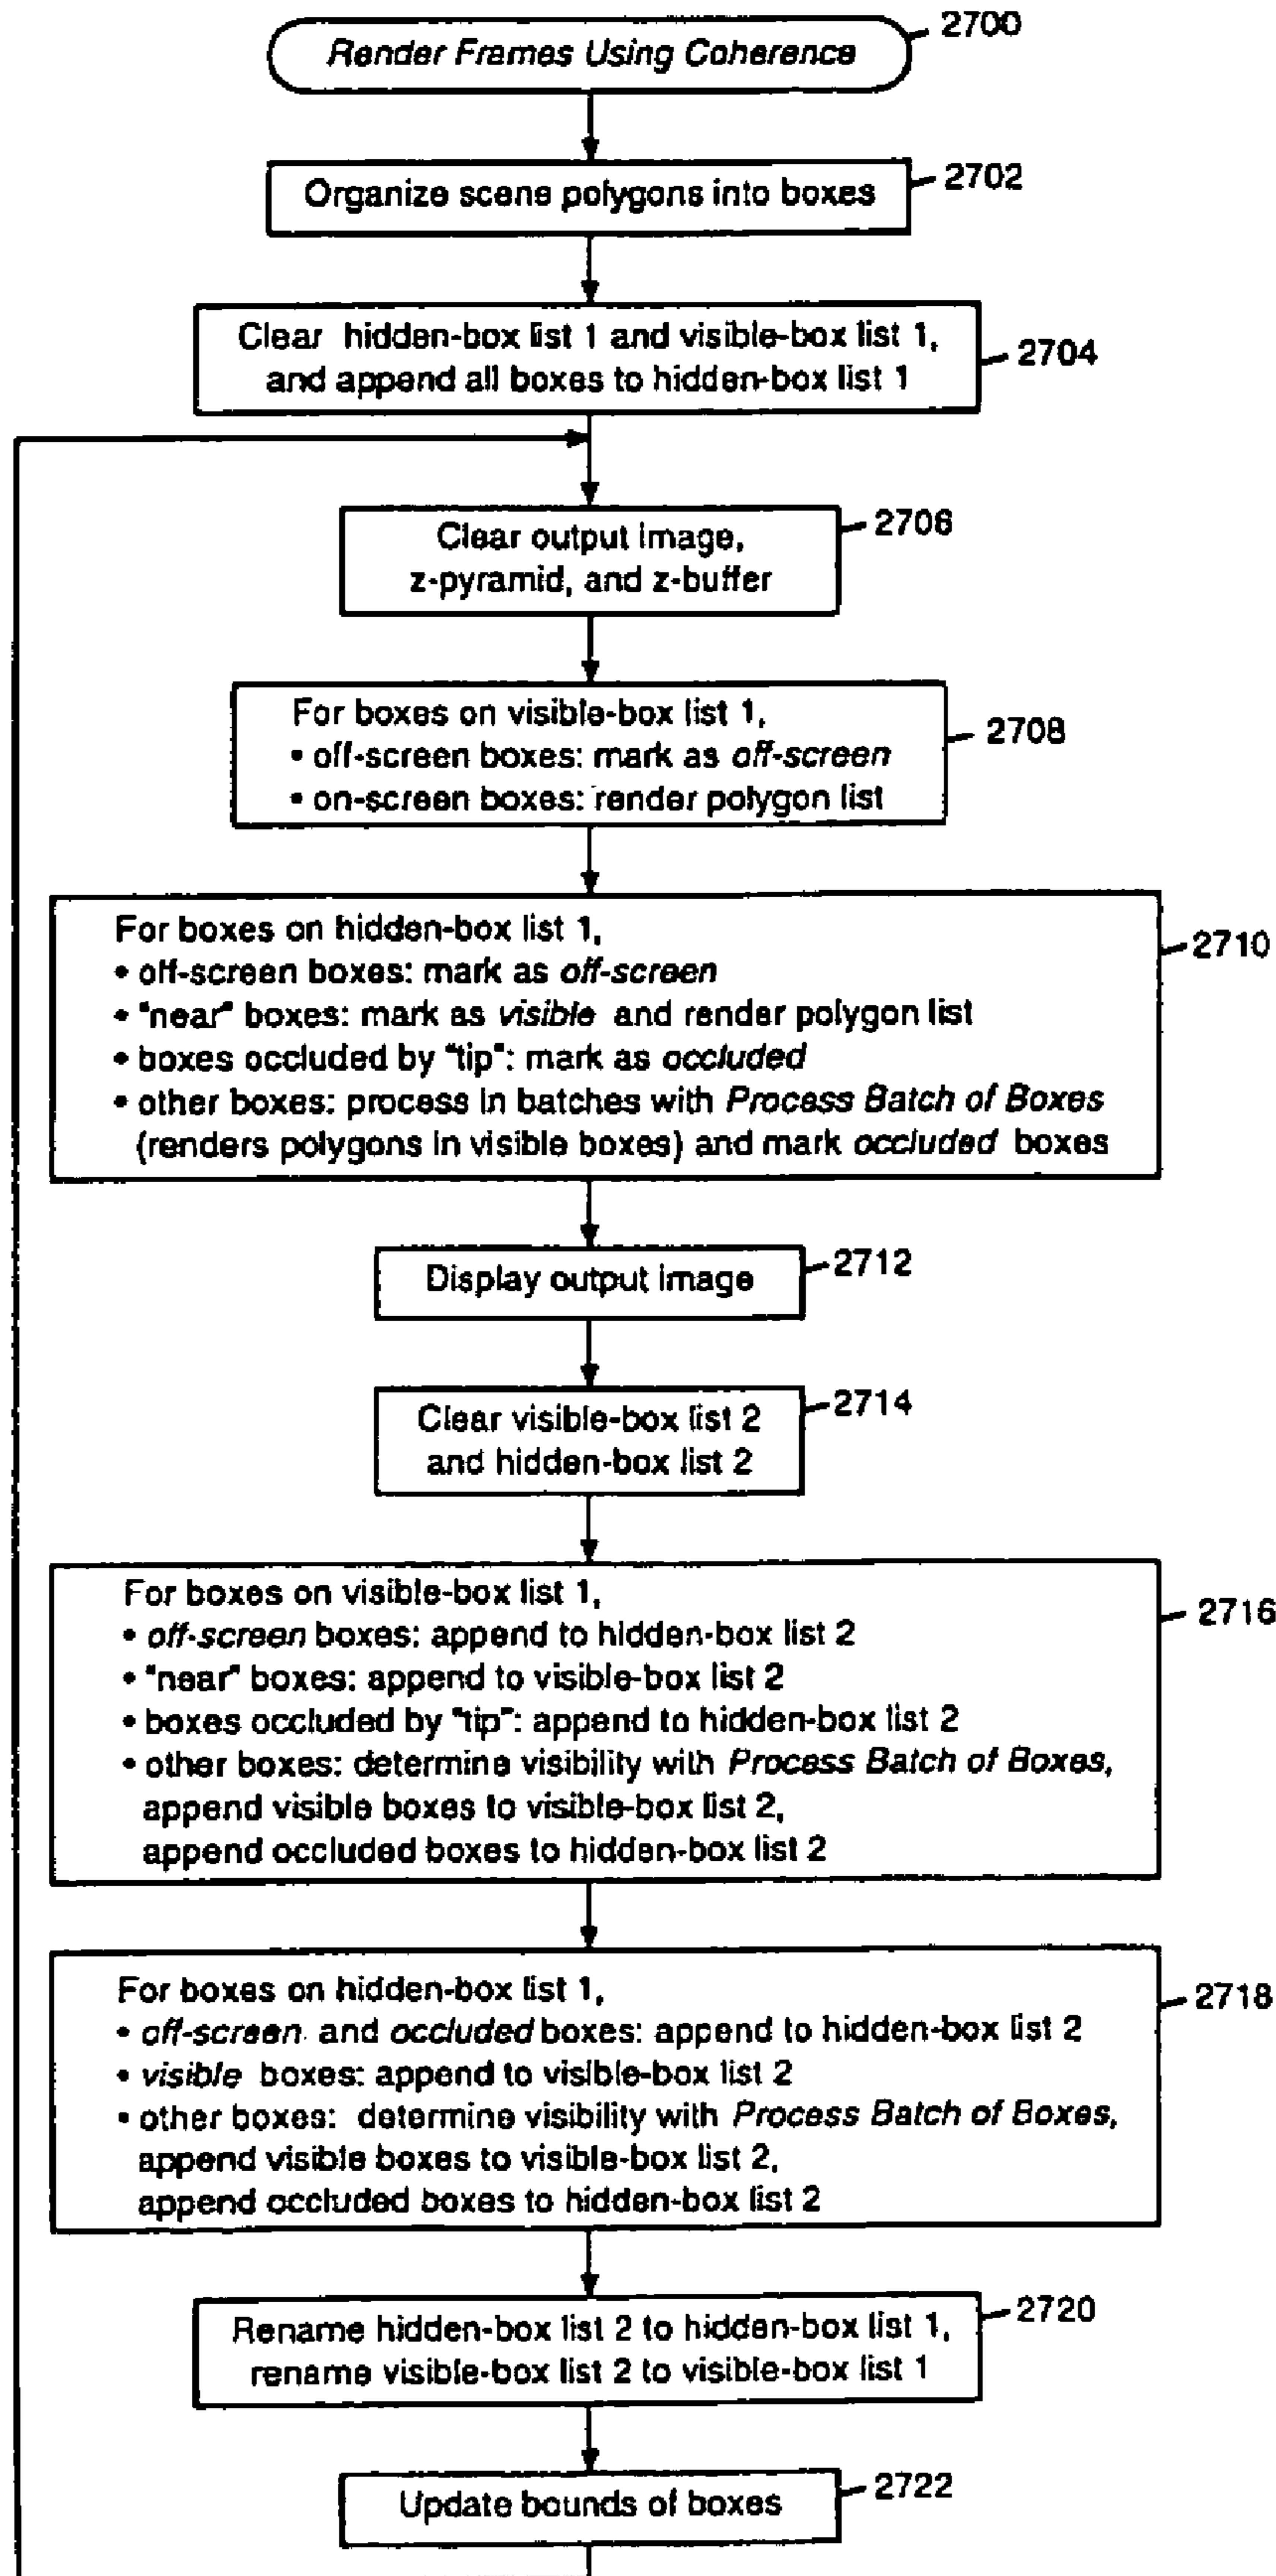 Render Frames Using Coherence
2700
Organize scene polygons into boxes
2702
Clear hidden-box list 1 and visible-box list 1,
and append all boxes to hidden-box list 1
2704
Clear output image,
z-pyramid, and z-buffer
2706
For boxes on visible-box list 1,
• off-screen boxes: mark as off-screen
• on-screen boxes: render polygon list
2708
For boxes on hidden-box list 1,
• off-screen boxes: mark as off-screen
• "near" boxes: mark as visible and render polygon list
• boxes occluded by "tip": mark as occluded
• other boxes: process in batches with Process Batch of Boxes
(renders polygons in visible boxes) and mark occluded boxes
2710
Display output image
2712
Clear visible-box list 2
and hidden-box list 2
2714
For boxes on visible-box list 1,
• off-screen boxes: append to hidden-box list 2
• "near" boxes: append to visible-box list 2
• boxes occluded by "tip": append to hidden-box list 2
• other boxes: determine visibility with Process Batch of Boxes,
append visible boxes to visible-box list 2,
append occluded boxes to hidden-box list 2
2716
For boxes on hidden-box list 1,
• off-screen and occluded boxes: append to hidden-box list 2
• visible boxes: append to visible-box list 2
• other boxes: determine visibility with Process Batch of Boxes,
append visible boxes to visible-box list 2,
append occluded boxes to hidden-box list 2
2718
Rename hidden-box list 2 to hidden-box list 1,
rename visible-box list 2 to visible-box list 1
2720
Update bounds of boxes
2722